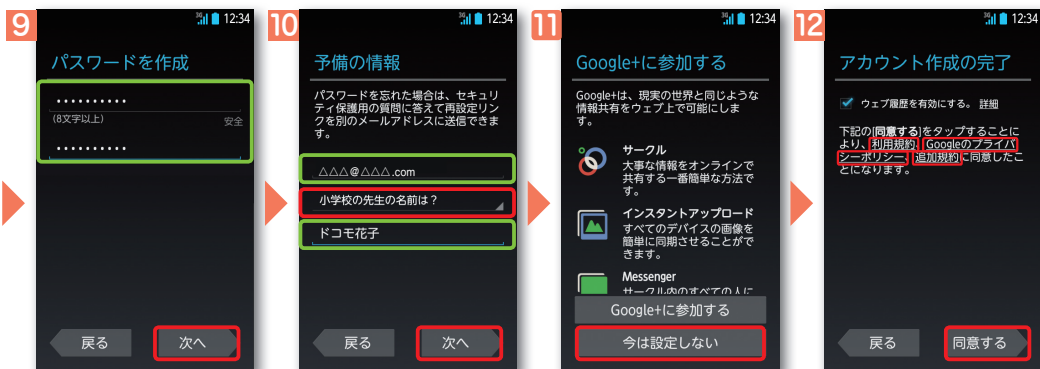 9
3G 12:34
パスワードを作成
••••••••••
(8文字以上) 安全
••••••••••
戻る 次へ
10
3G 12:34
予備の情報
パスワードを忘れた場合は、セキュリ
ティ保護用の質問に答えて再設定リン
クを別のメールアドレスに送信できま
す。
△△△@△△△.com
小学校の先生の名前は？
ドコモ花子
戻る 次へ
11
3G 12:34
Google+に参加する
Google+は、現実の世界と同じような
情報共有をウェブ上で可能にしま
す。
サークル
大事な情報をオンラインで
共有する一番簡単な方法で
す。
インスタントアップロード
すべてのデバイスの画像を
簡単に同期させることがで
きます。
Messenger
サークル内のすべての人に
Google+に参加する
今は設定しない
12
3G 12:34
アカウント作成の完了
ウェブ履歴を有効にする。 詳細
下記の[同意する]をタップすることに
より、利用規約、Googleのプライバ
シーポリシー、追加規約に同意したこ
とになります。
戻る 同意する